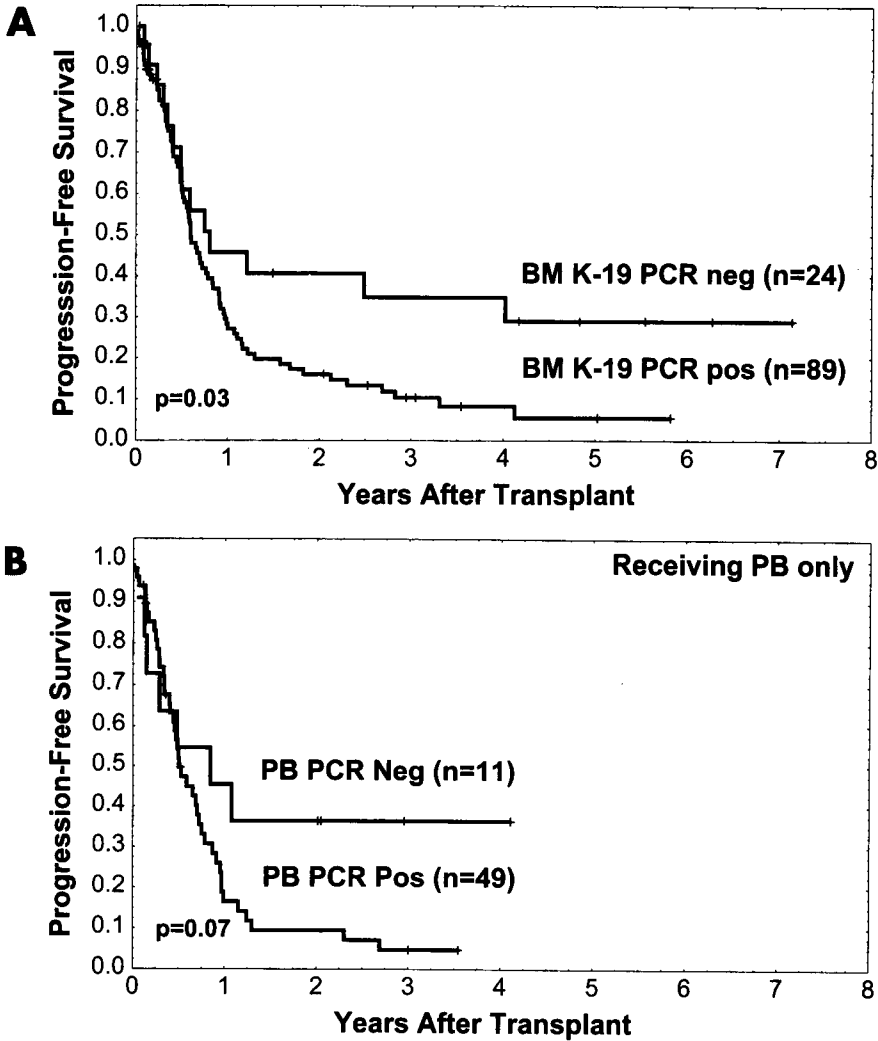 A
Progresssion-Free Survival
1.0
0.9
0.8
0.7
0.6
0.5
0.4
0.3
0.2
0.1
0.0
BM K-19 PCR neg (n=24)
BM K-19 PCR pos (n=89)
p=0.03
0 1 2 3 4 5 6 7 8
Years After Transplant
B
Receiving PB only
Progression-Free Survival
1.0
0.9
0.8
0.7
0.6
0.5
0.4
0.3
0.2
0.1
0.0
PB PCR Neg (n=11)
PB PCR Pos (n=49)
p=0.07
0 1 2 3 4 5 6 7 8
Years After Transplant